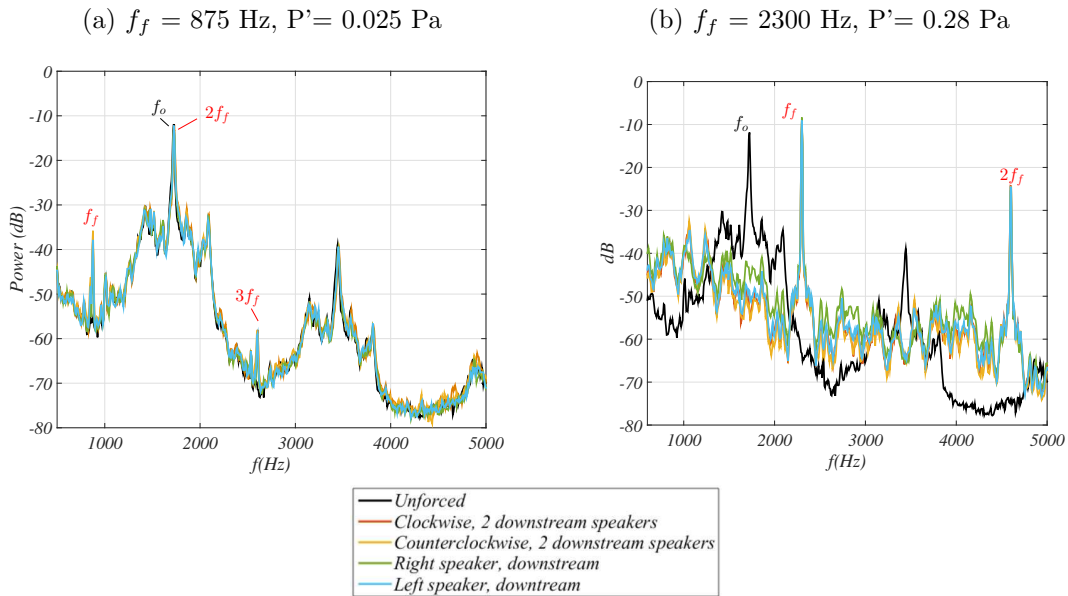 (a) f_f = 875 Hz, P'= 0.025 Pa
(b) f_f = 2300 Hz, P'= 0.28 Pa
0
-10
-20
-30
-40
-50
-60
-70
-80
Power (dB)
f_o
2f_f
f_f
3f_f
1000 2000 3000 4000 5000
f(Hz)
0
-10
-20
-30
-40
-50
-60
-70
-80
dB
f_o
f_f
2f_f
1000 2000 3000 4000 5000
f(Hz)
Unforced
Clockwise, 2 downstream speakers
Counterclockwise, 2 downstream speakers
Right speaker, downstream
Left speaker, downtream